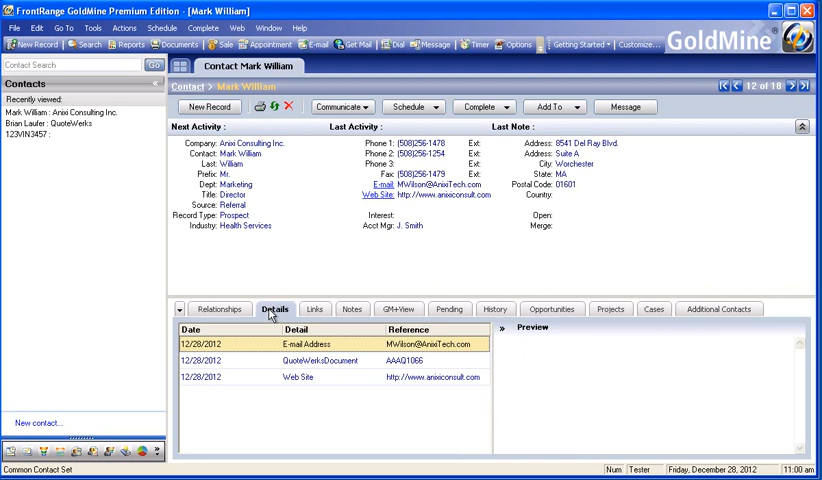 FrontRange GoldMine Premium Edition - [Mark William]
File Edit Go To Tools Actions Schedule Complete Web Window Help
New Record Search Reports Documents Sale Appointment E-mail Get Mail Dial Message Timer Options Getting Started Customize... GoldMine
Contact Search Go Contact Mark William
Contacts «
Recently viewed:
Mark William : Anixi Consulting Inc.
Brian Laufer : QuoteWerks
123VIN3457 :
New contact...
Contact > Mark William 12 of 18
New Record Communicate Schedule Complete Add To Message
Next Activity : Last Activity : Last Note :
Company: Anixi Consulting Inc. Phone 1: (508)256-1478 Ext: Address: 8541 Del Ray Blvd.
Contact: Mark William Phone 2: (508)256-1254 Ext: Address: Suite A
Last: William Phone 3: Ext: City: Worchester
Prefix: Mr. Fax: (508)256-1479 Ext: State: MA
Dept: Marketing E-mail: MWilson@AnixiTech.com Postal Code: 01601
Title: Director Web Site: http://www.anixiconsult.com Country:
Source: Referral
Record Type: Prospect Interest: Open:
Industry: Health Services Acct Mgr: J. Smith Merge:
Relationships Details Links Notes GM+View Pending History Opportunities Projects Cases Additional Contacts
Date Detail Reference » Preview
12/28/2012 E-mail Address MWilson@AnixiTech.com
12/28/2012 QuoteWerksDocument AAAQ1066
12/28/2012 Web Site http://www.anixiconsult.com
Common Contact Set Num Tester Friday, December 28, 2012 11:00 am